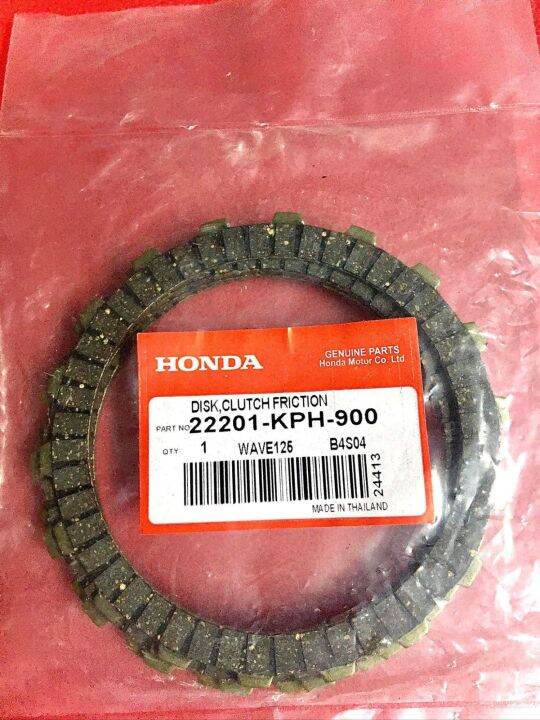 HONDA
GENUINE PARTS
Honda Motor Co. Ltd
DISK,CLUTCH FRICTION
PART NO 22201-KPH-900
QTY 1 WAVE125 B4S04
24413
MADE IN THAILAND